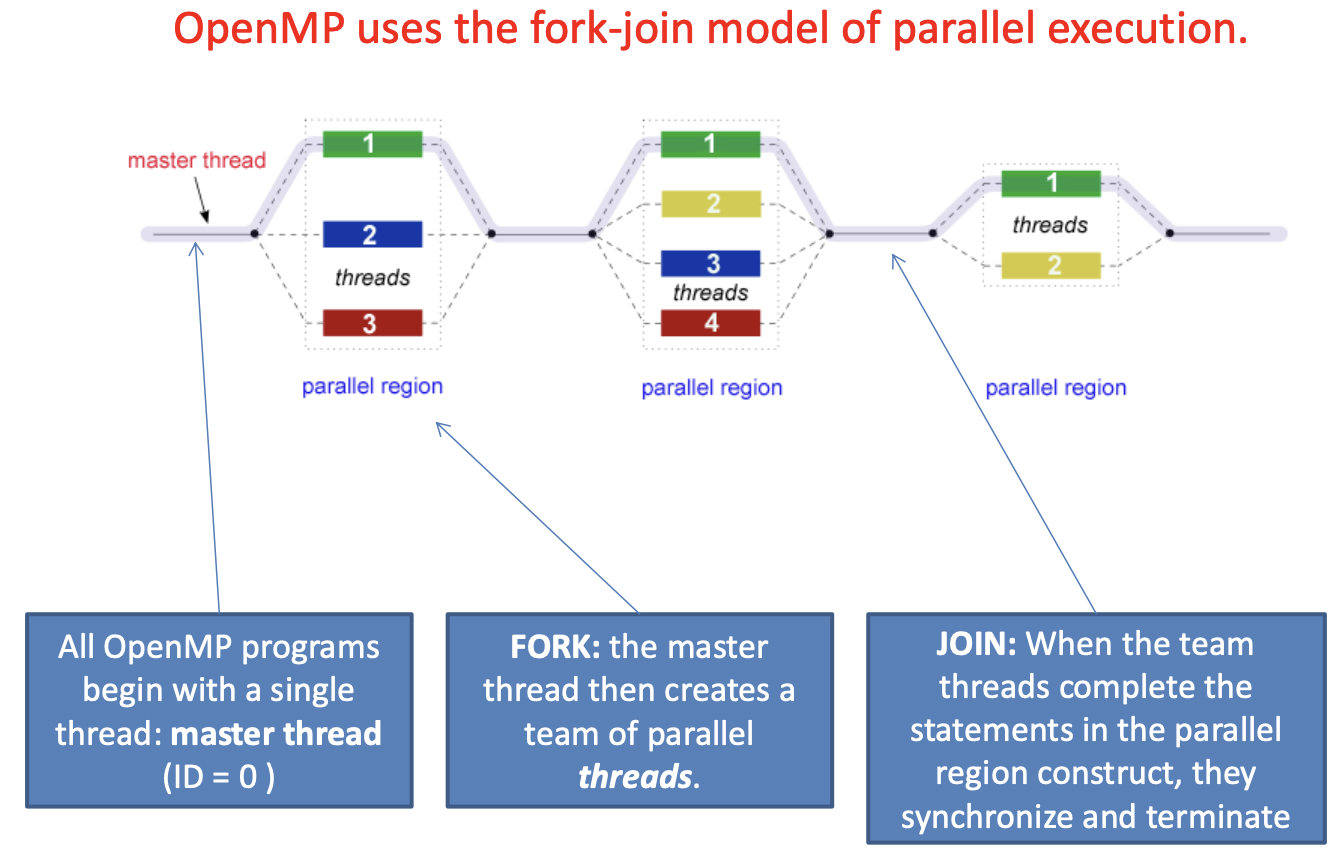 OpenMP uses the fork-join model of parallel execution.
master thread
1
2
threads
3
parallel region
1
2
3
threads
4
parallel region
1
threads
2
parallel region
All OpenMP programs
begin with a single
thread: master thread
(ID = 0 )
FORK: the master
thread then creates a
team of parallel
threads.
JOIN: When the team
threads complete the
statements in the parallel
region construct, they
synchronize and terminate